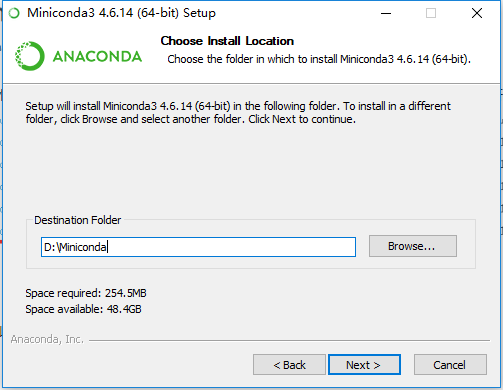 Miniconda3 4.6.14 (64-bit) Setup
ANACONDA
Choose Install Location
Choose the folder in which to install Miniconda3 4.6.14 (64-bit).
Setup will install Miniconda3 4.6.14 (64-bit) in the following folder. To install in a different
folder, click Browse and select another folder. Click Next to continue.
Destination Folder
D:\Miniconda
Browse...
Space required: 254.5MB
Space available: 48.4GB
Anaconda, Inc.
< Back
Next >
Cancel